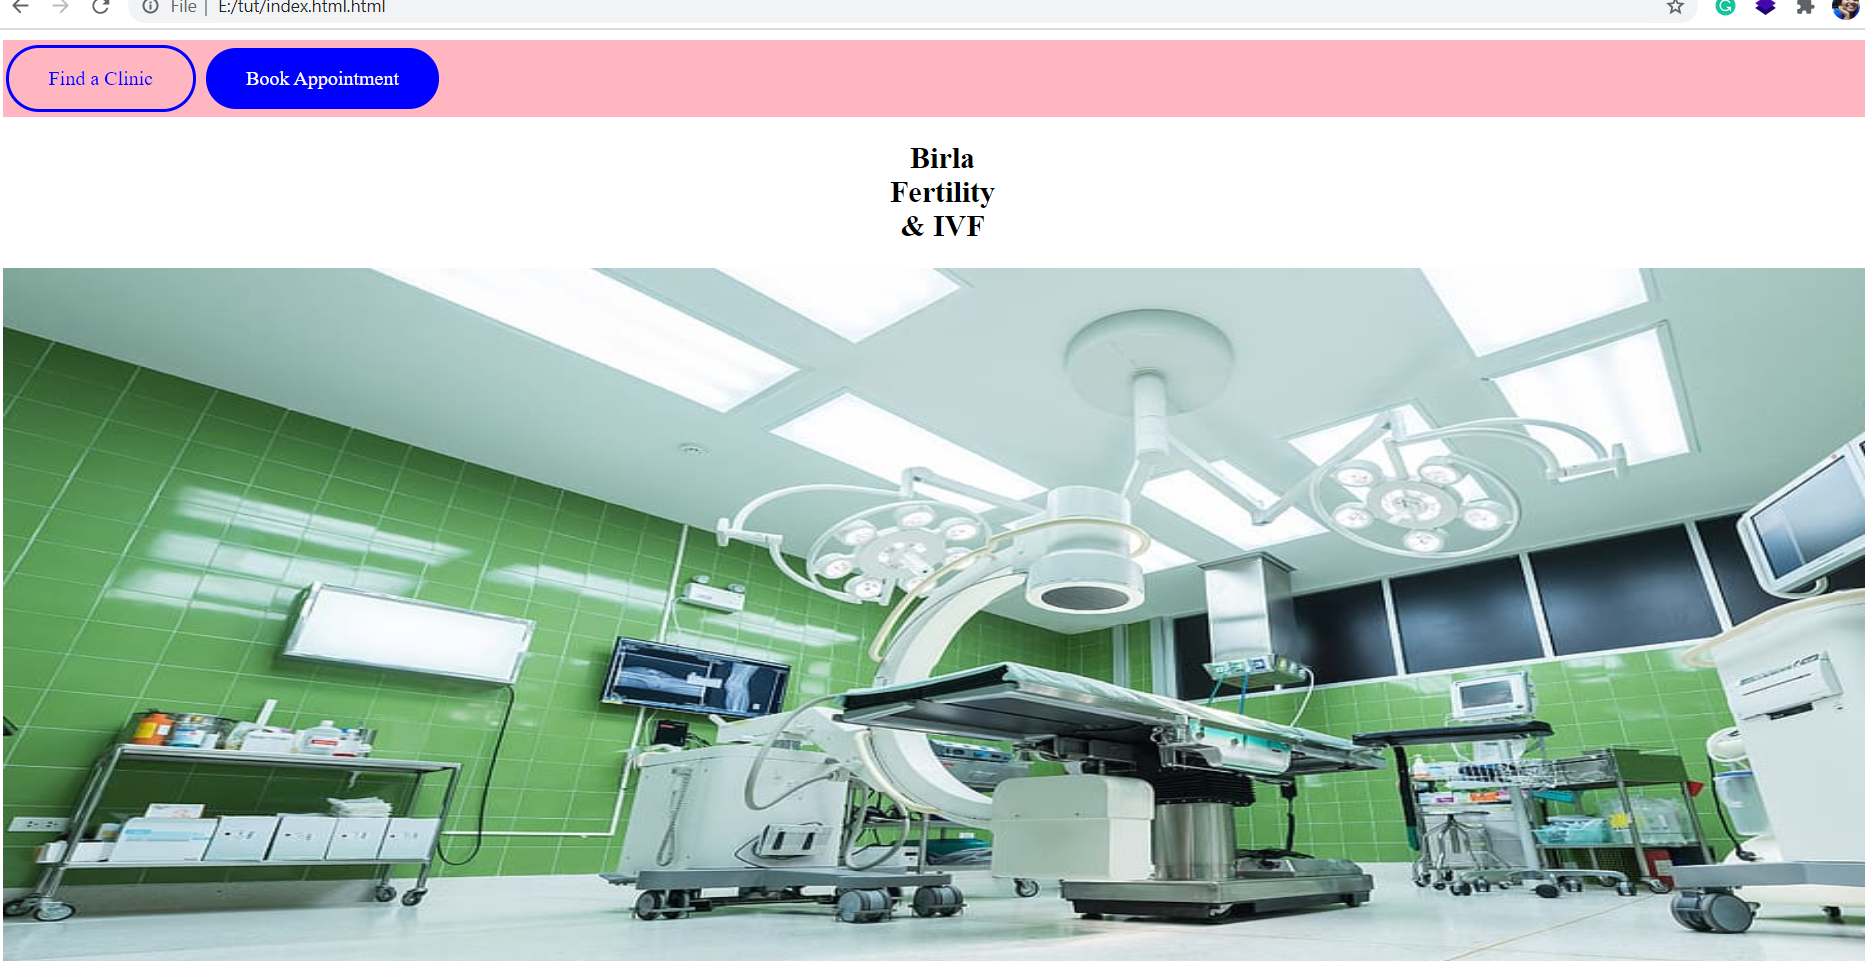 File | E:/tut/index.html.html
Find a Clinic
Book Appointment
Birla
Fertility
& IVF